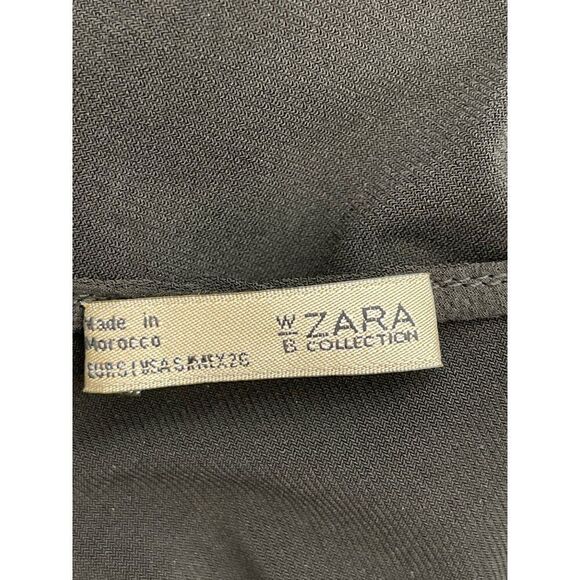 Made in
Morocco
EUR S USA S MEX 26
W/B ZARA
COLLECTION